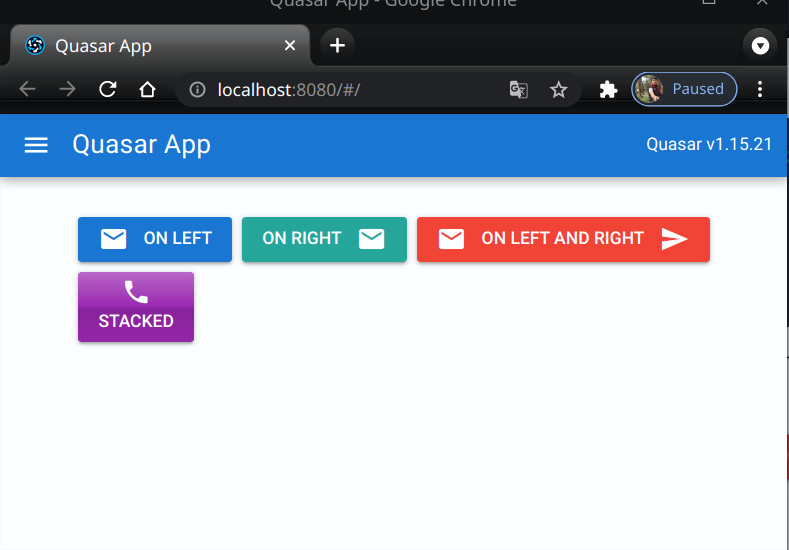 Quasar App - Google Chrome
Quasar App
localhost:8080/#/
Paused
Quasar App
Quasar v1.15.21
ON LEFT
ON RIGHT
ON LEFT AND RIGHT
STACKED